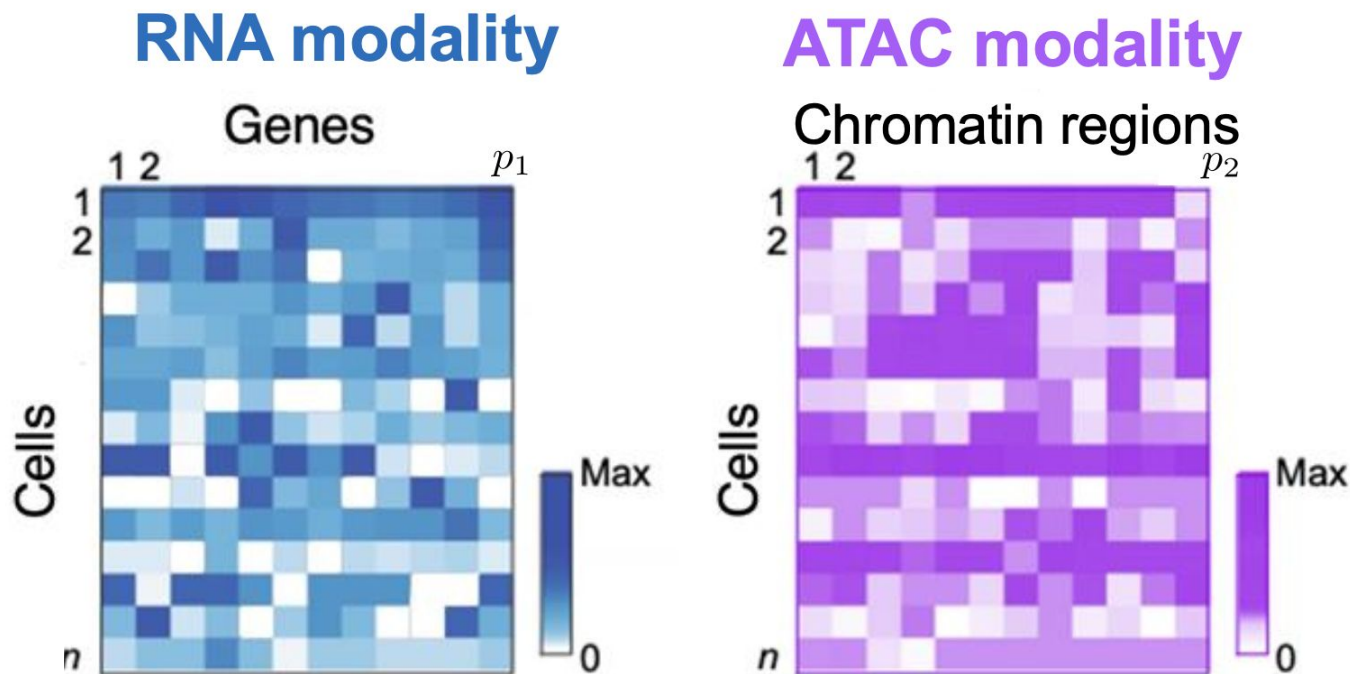 RNA modality
Genes
1 2 p₁
1
2
Cells
n
Max
0
ATAC modality
Chromatin regions
1 2 p₂
1
2
Cells
n
Max
0